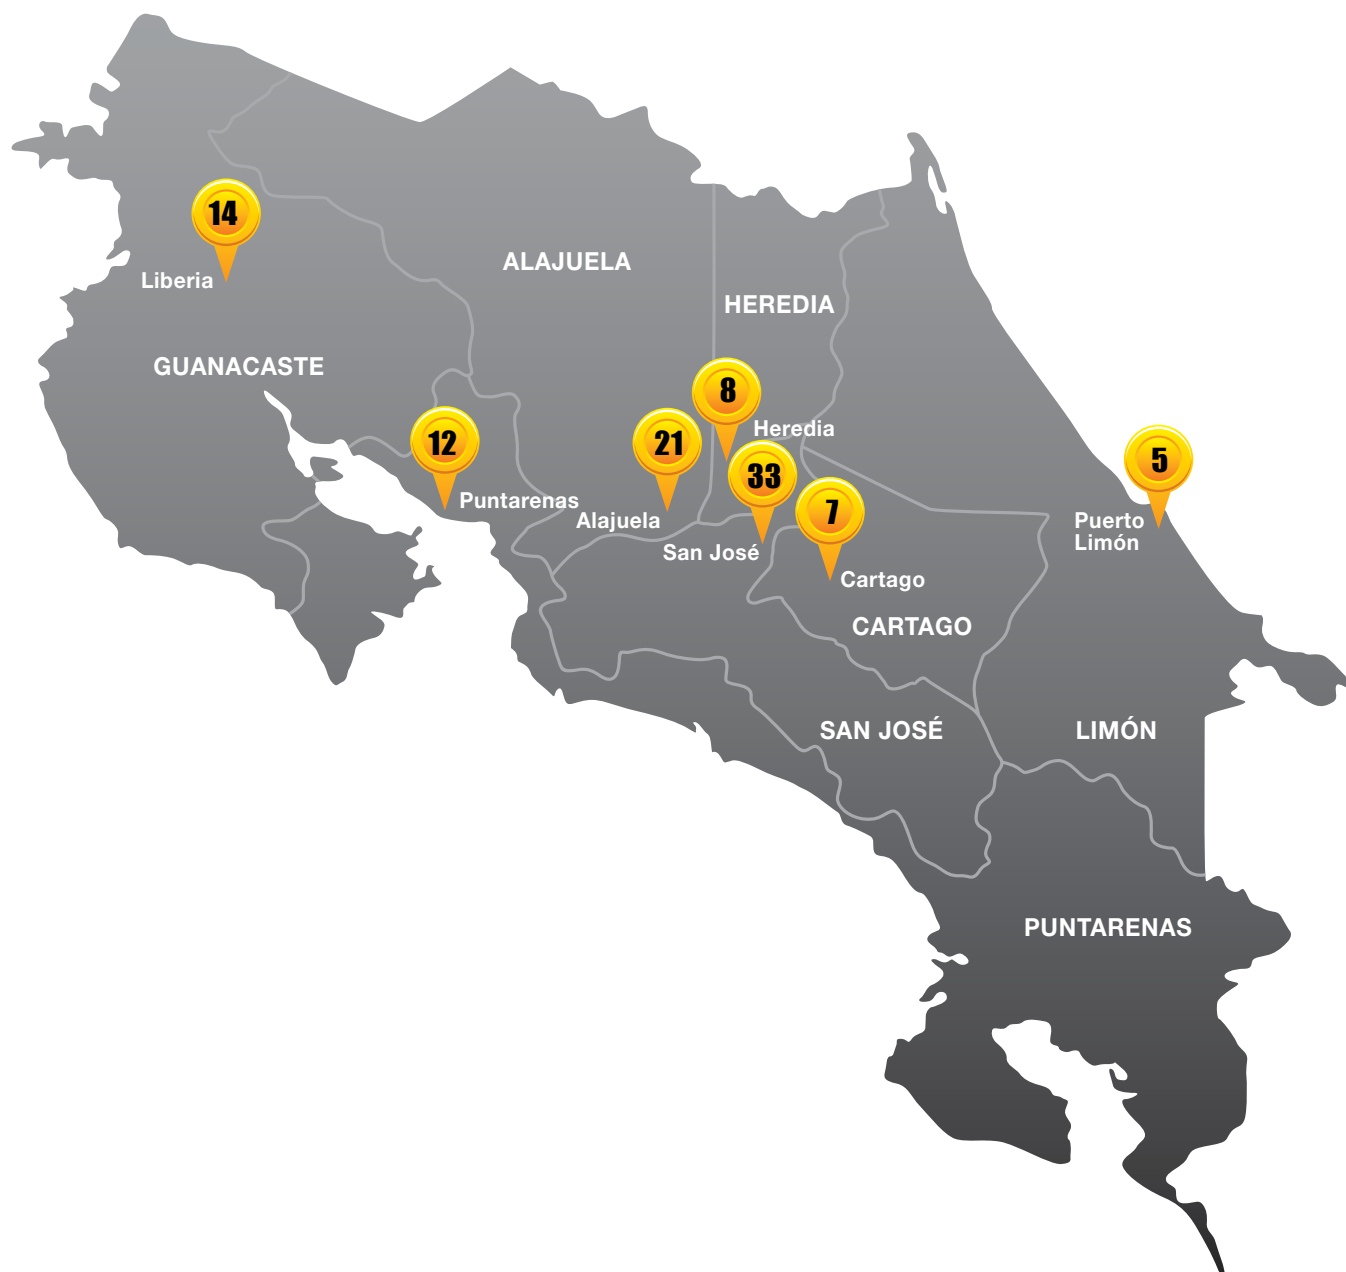 14
Liberia
ALAJUELA
HEREDIA
GUANACASTE
8
Heredia
12
Puntarenas
21
Alajuela
33
San José
7
Cartago
5
Puerto
Limón
CARTAGO
SAN JOSÉ
LIMÓN
PUNTARENAS